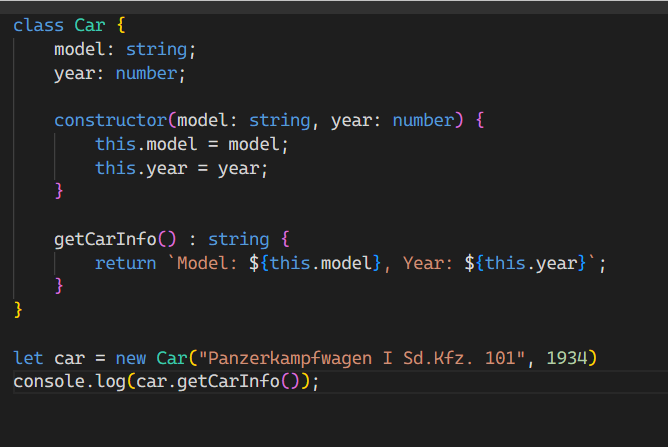 class Car {
    model: string;
    year: number;

    constructor(model: string, year: number) {
        this.model = model;
        this.year = year;
    }

    getCarInfo() : string {
        return `Model: ${this.model}, Year: ${this.year}`;
    }
}

let car = new Car("Panzerkampfwagen I Sd.Kfz. 101", 1934)
console.log(car.getCarInfo());